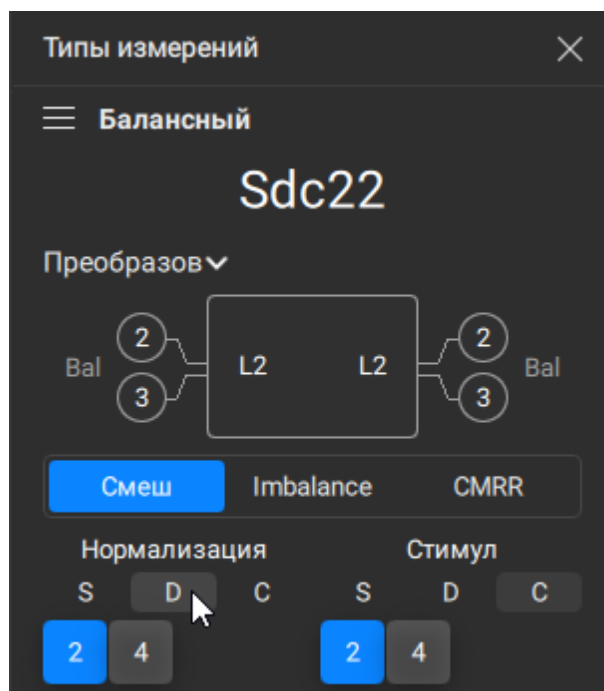 Типы измерений
Балансный
Sdc22
Преобразов
Bal 2 3 L2 L2 2 3 Bal
Смеш Imbalance CMRR
Нормализация Стимул
S D C S D C
2 4 2 4